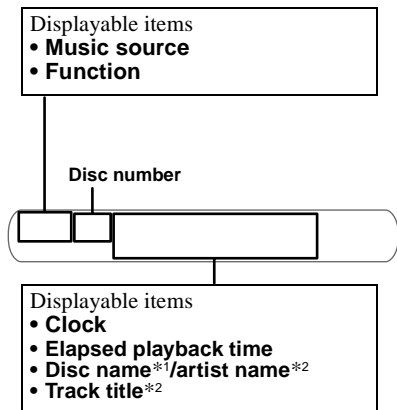 Displayable items
• Music source
• Function
Disc number
Displayable items
• Clock
• Elapsed playback time
• Disc name*1/artist name*2
• Track title*2